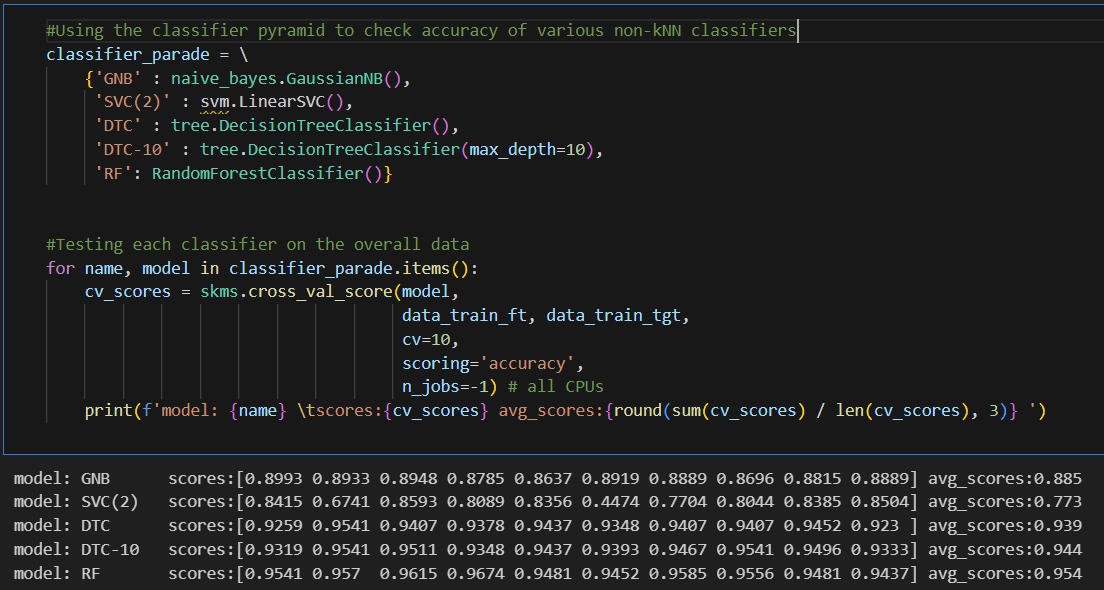 #Using the classifier pyramid to check accuracy of various non-kNN classifiers
classifier_parade = \
    {'GNB' : naive_bayes.GaussianNB(),
     'SVC(2)' : svm.LinearSVC(),
     'DTC' : tree.DecisionTreeClassifier(),
     'DTC-10' : tree.DecisionTreeClassifier(max_depth=10),
     'RF': RandomForestClassifier()}
#Testing each classifier on the overall data
for name, model in classifier_parade.items():
    cv_scores = skms.cross_val_score(model,
                                     data_train_ft, data_train_tgt,
                                     cv=10,
                                     scoring='accuracy',
                                     n_jobs=-1) # all CPUs
    print(f'model: {name} \tscores:{cv_scores} avg_scores:{round(sum(cv_scores) / len(cv_scores), 3)} ')
model: GNB 	scores:[0.8993 0.8933 0.8948 0.8785 0.8637 0.8919 0.8889 0.8696 0.8815 0.8889] avg_scores:0.885
model: SVC(2) 	scores:[0.8415 0.6741 0.8593 0.8089 0.8356 0.4474 0.7704 0.8044 0.8385 0.8504] avg_scores:0.773
model: DTC 	scores:[0.9259 0.9541 0.9407 0.9378 0.9437 0.9348 0.9407 0.9407 0.9452 0.923 ] avg_scores:0.939
model: DTC-10 	scores:[0.9319 0.9541 0.9511 0.9348 0.9437 0.9393 0.9467 0.9541 0.9496 0.9333] avg_scores:0.944
model: RF 	scores:[0.9541 0.957  0.9615 0.9674 0.9481 0.9452 0.9585 0.9556 0.9481 0.9437] avg_scores:0.954